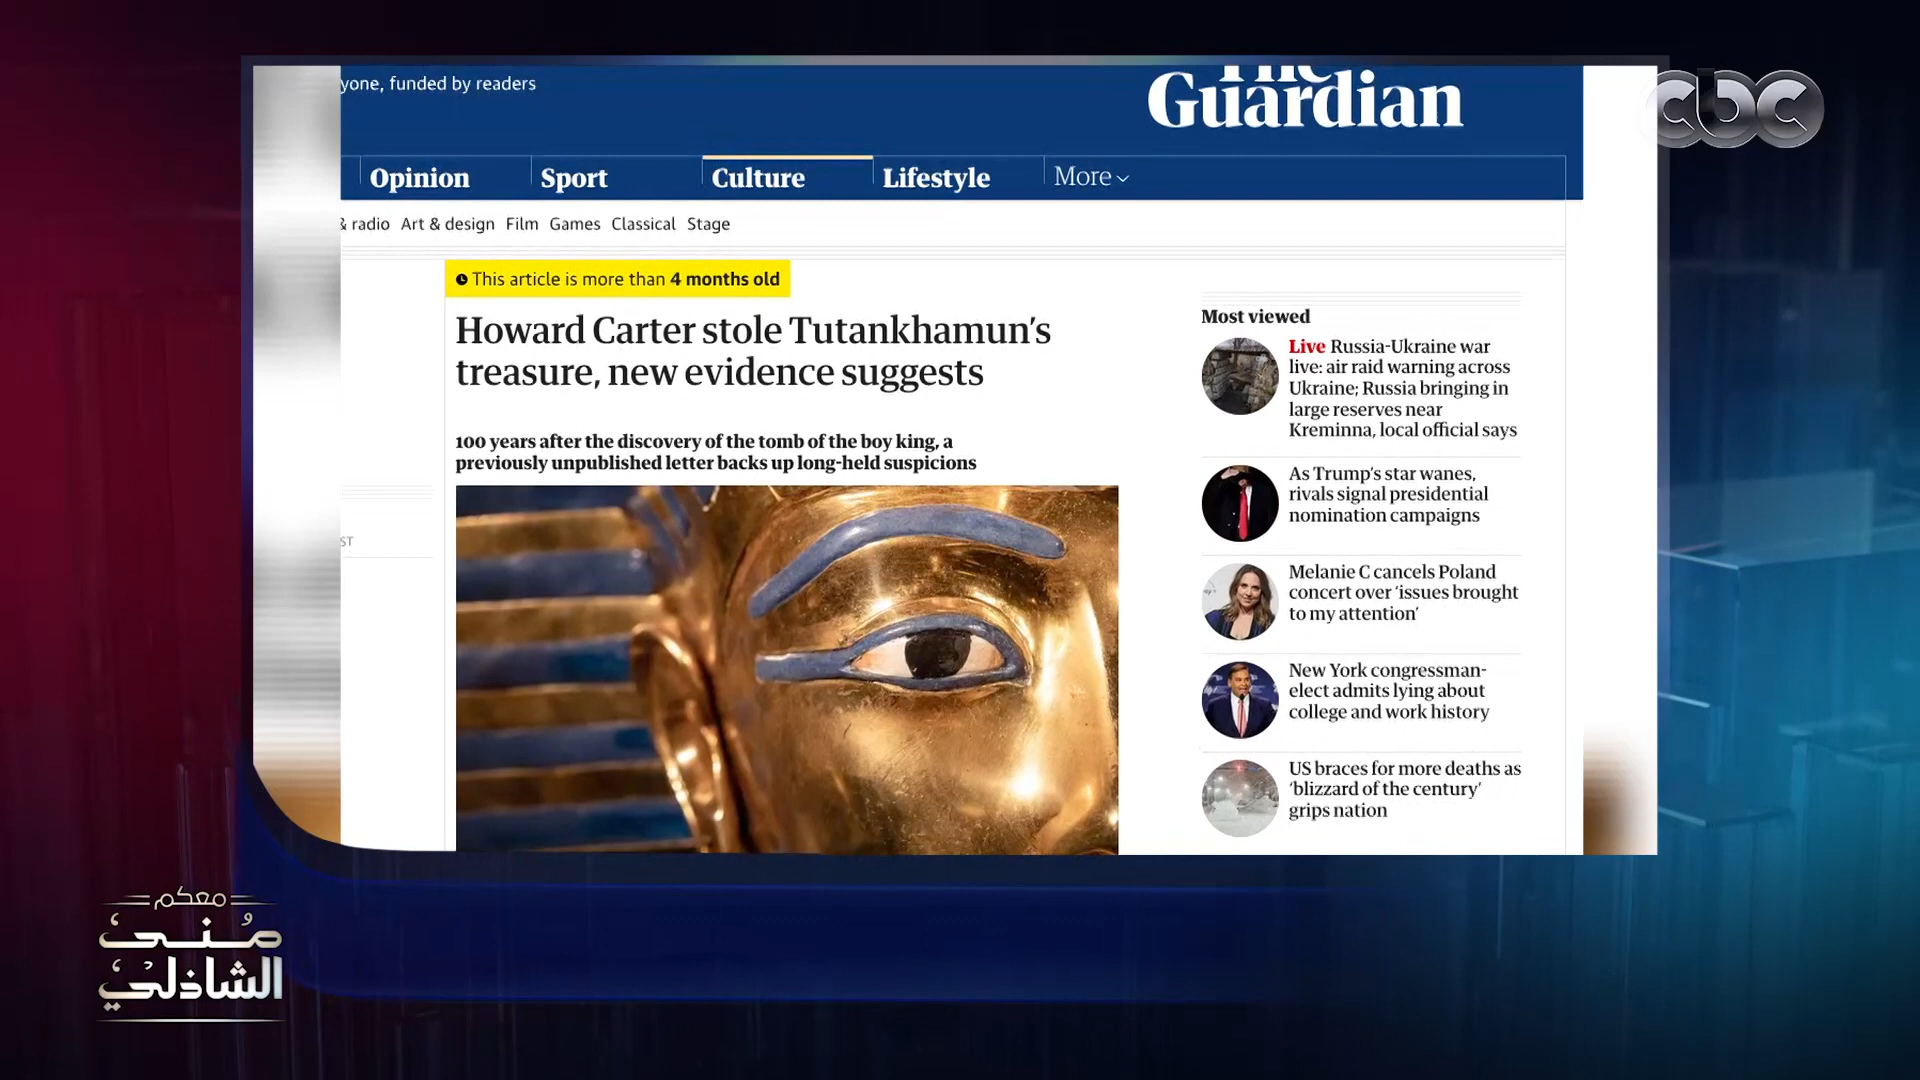 yone, funded by readers
The
Guardian
cbc
Opinion Sport Culture Lifestyle More
& radio Art & design Film Games Classical Stage
This article is more than 4 months old
Howard Carter stole Tutankhamun's
treasure, new evidence suggests
100 years after the discovery of the tomb of the boy king, a
previously unpublished letter backs up long-held suspicions
ST
Most viewed
Live Russia-Ukraine war
live: air raid warning across
Ukraine; Russia bringing in
large reserves near
Kreminna, local official says
As Trump's star wanes,
rivals signal presidential
nomination campaigns
Melanie C cancels Poland
concert over ‘issues brought
to my attention’
New York congressman-
elect admits lying about
college and work history
US braces for more deaths as
‘blizzard of the century’
grips nation
معكم
مُنى
الشاذلي